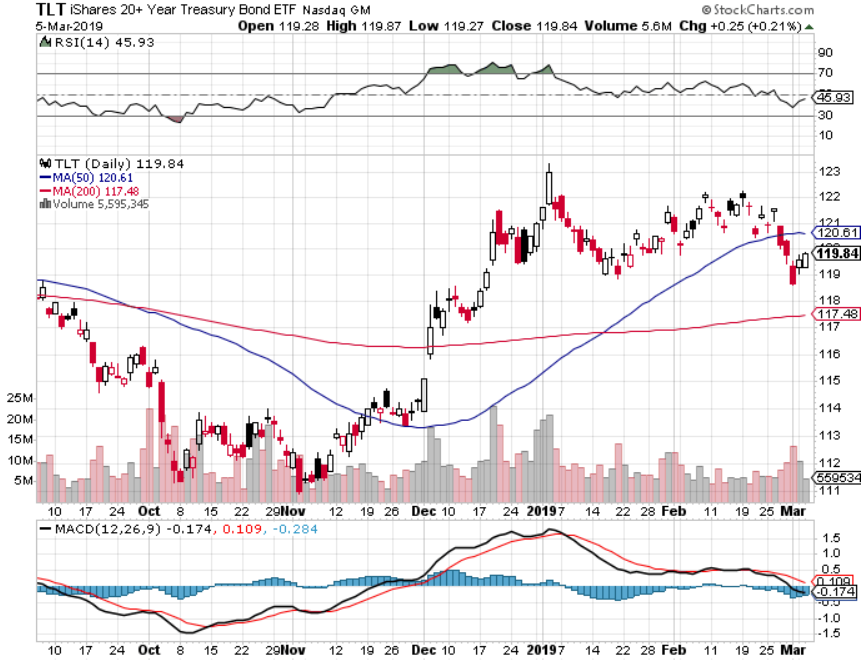 TLT iShares 20+ Year Treasury Bond ETF Nasdaq GM © StockCharts.com
5-Mar-2019 Open 119.28 High 119.87 Low 119.27 Close 119.84 Volume 5.6M Chg +0.25 (+0.21%)
RSI(14) 45.93
90
70
45.93
30
10
TLT (Daily) 119.84
MA(50) 120.61
MA(200) 117.48
Volume 5,595,345
123
122
121
120.61
119.84
119
118
117.48
117
116
115
25M 114
20M
15M 113
10M 112
5M 559534
111
10 17 24 Oct 8 15 22 29 Nov 12 19 26 Dec 10 17 24 2019 7 14 22 28 Feb 11 19 25 Mar
MACD(12,26,9) -0.174, 0.109, -0.284
1.5
1.0
0.5
0.109
-0.174
-0.5
-1.0
-1.5
10 17 24 Oct 8 15 22 29 Nov 12 19 26 Dec 10 17 24 2019 7 14 22 28 Feb 11 19 25 Mar